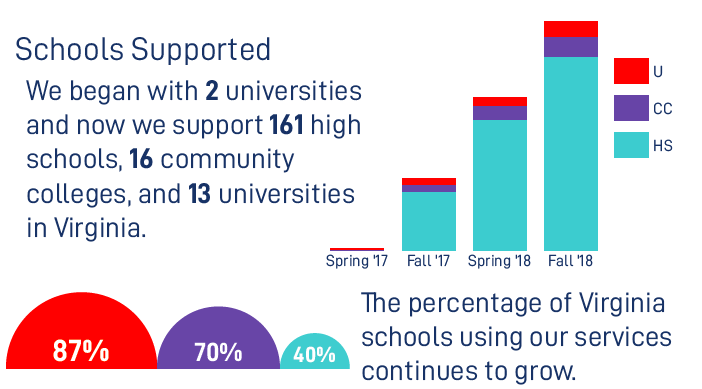 Schools Supported
We began with 2 universities
and now we support 161 high
schools, 16 community
colleges, and 13 universities
in Virginia.
U
CC
HS
Spring '17
Fall '17
Spring '18
Fall '18
87%
70%
40%
The percentage of Virginia
schools using our services
continues to grow.